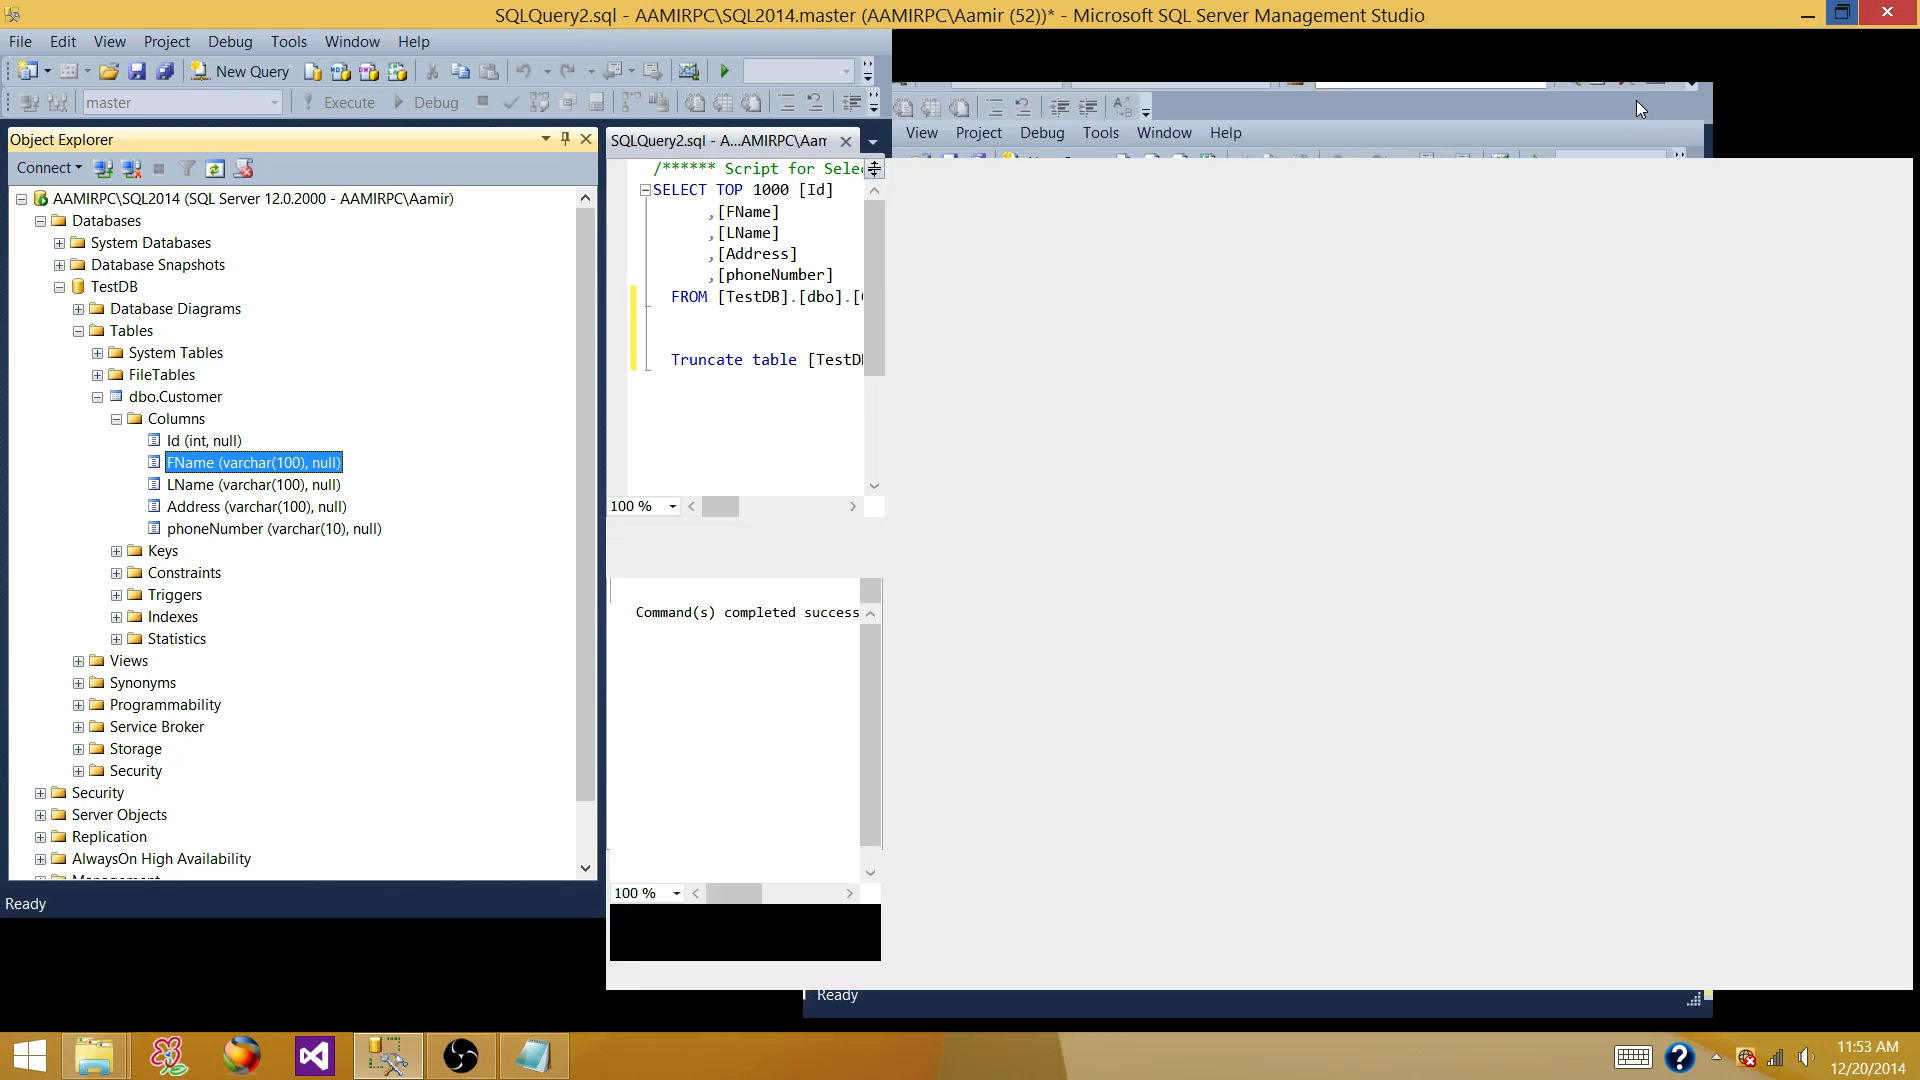 SQLQuery2.sql - AAMIRPC\SQL2014.master (AAMIRPC\Aamir (52))* - Microsoft SQL Server Management Studio
File Edit View Project Debug Tools Window Help
New Query
master Execute Debug
View Project Debug Tools Window Help
Object Explorer
Connect
AAMIRPC\SQL2014 (SQL Server 12.0.2000 - AAMIRPC\Aamir)
Databases
System Databases
Database Snapshots
TestDB
Database Diagrams
Tables
System Tables
FileTables
dbo.Customer
Columns
Id (int, null)
FName (varchar(100), null)
LName (varchar(100), null)
Address (varchar(100), null)
phoneNumber (varchar(10), null)
Keys
Constraints
Triggers
Indexes
Statistics
Views
Synonyms
Programmability
Service Broker
Storage
Security
Security
Server Objects
Replication
AlwaysOn High Availability
Ready
SQLQuery2.sql - A...AMIRPC\Aam
/****** Script for Sele
SELECT TOP 1000 [Id]
,[FName]
,[LName]
,[Address]
,[phoneNumber]
FROM [TestDB].[dbo].[
Truncate table [TestD
100 %
Command(s) completed success
100 %
Ready
11:53 AM
12/20/2014